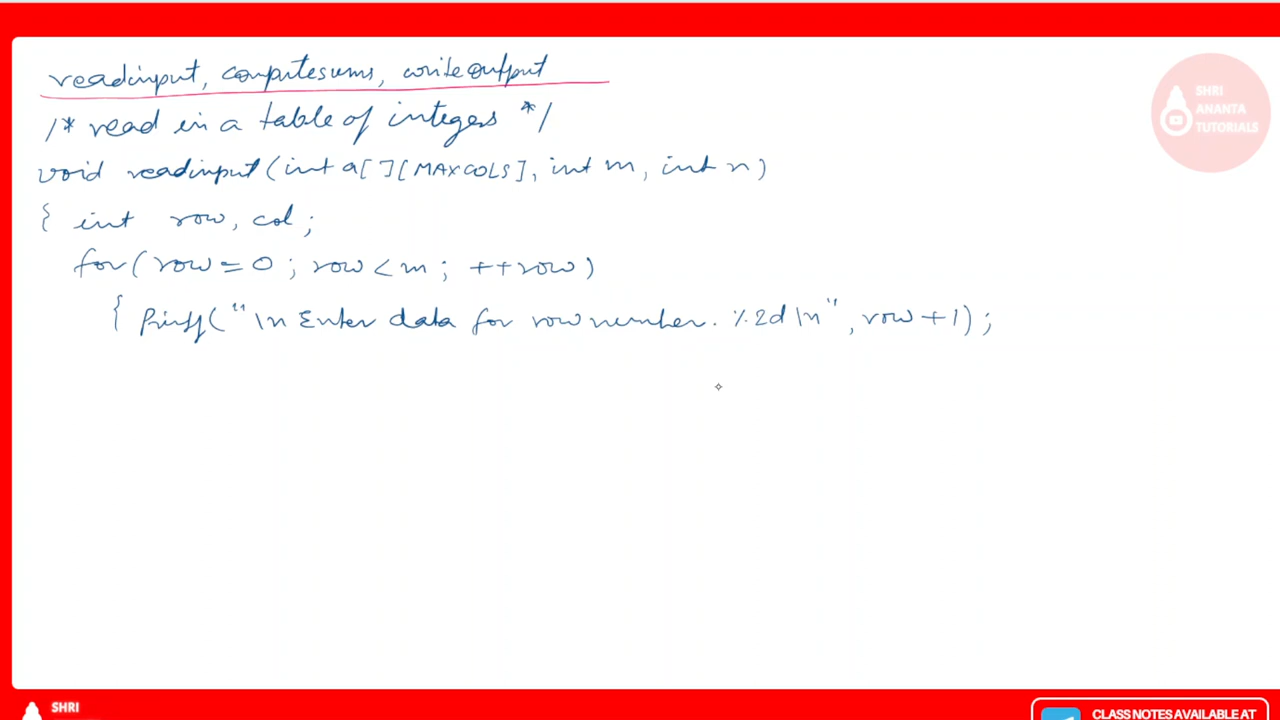 readinput, computesums, writeoutput
/* read in a table of integers */
void readinput(int a[][MAXCOLS], int m, int n)
{ int row, col;
for(row=0; row<m; ++row)
{ Printf("\n Enter data for row number. %2d\n", row+1);
SHRI
ANANTA
TUTORIALS
SHRI
CLASS NOTES AVAILABLE AT